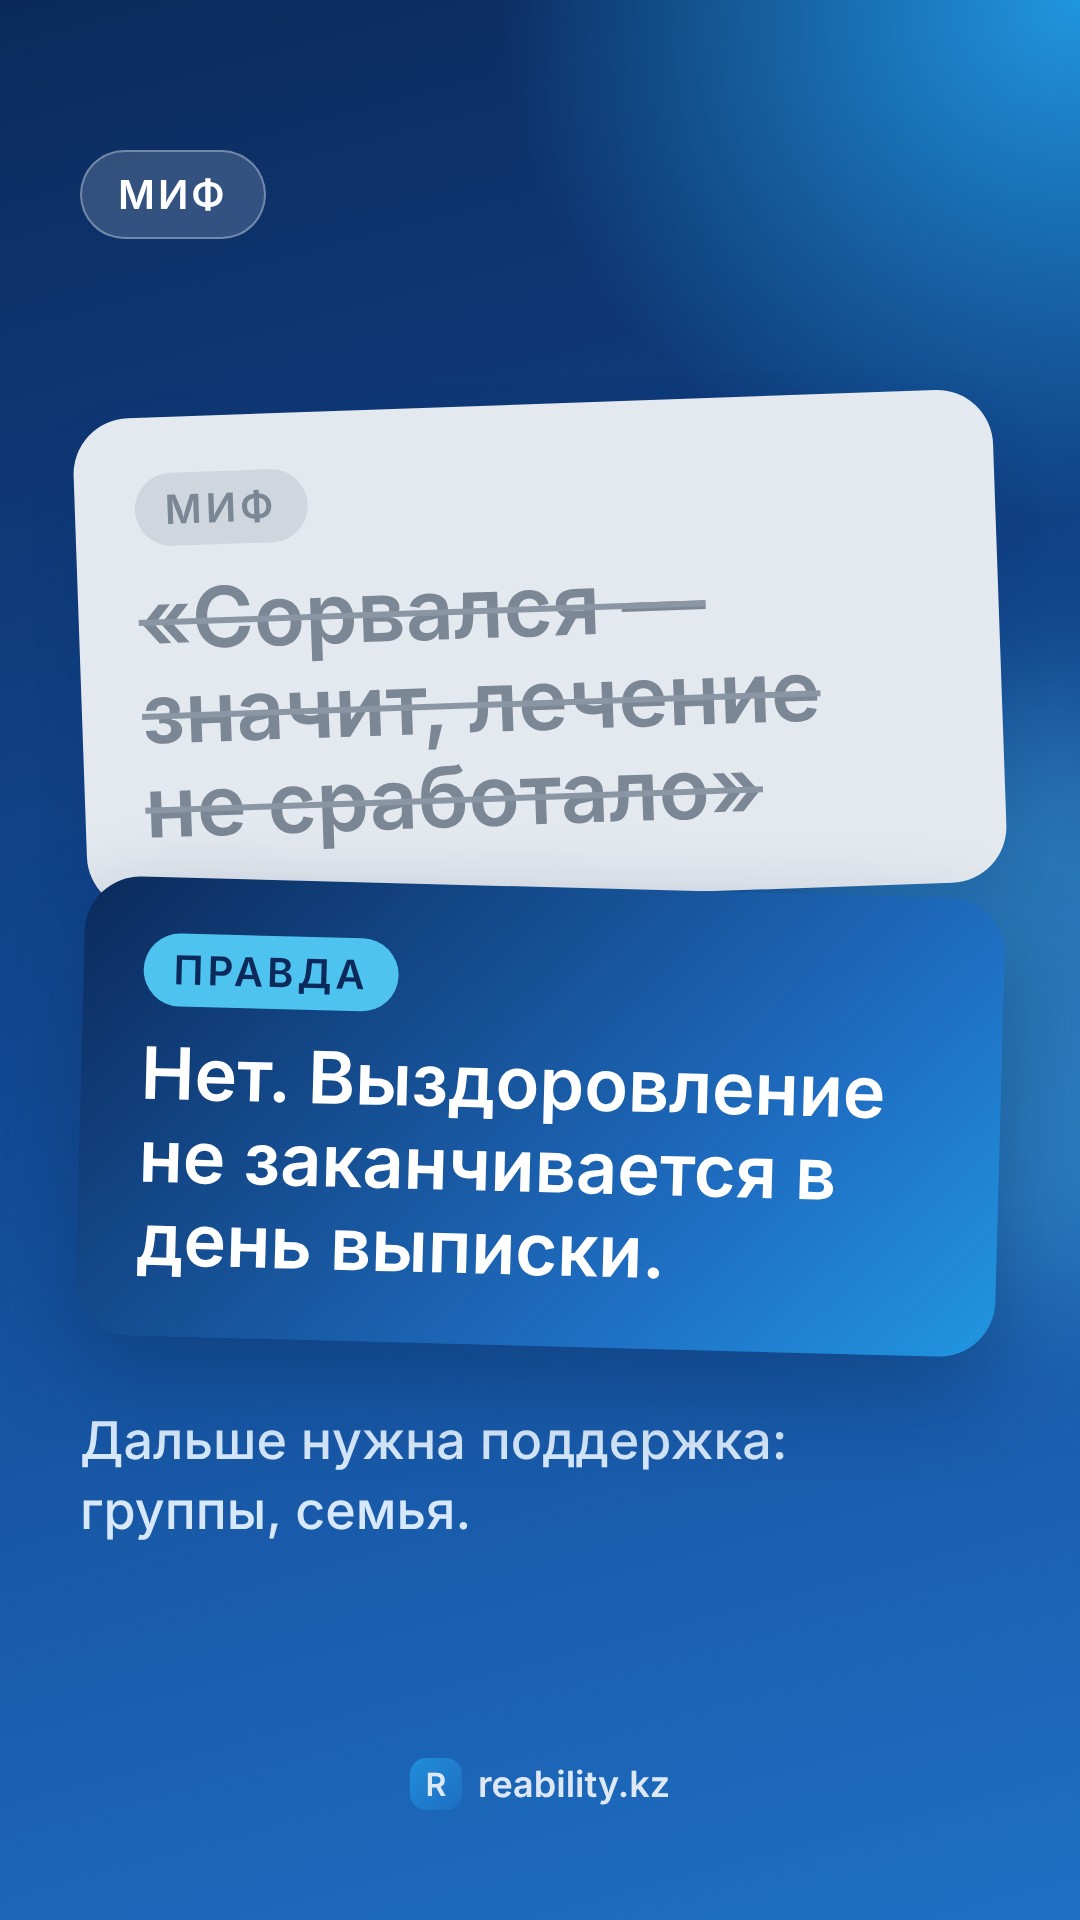 МИФ
МИФ
«Сорвался —
значит, лечение
не сработало»
ПРАВДА
Нет. Выздоровление
не заканчивается в
день выписки.
Дальше нужна поддержка:
группы, семья.
R reability.kz